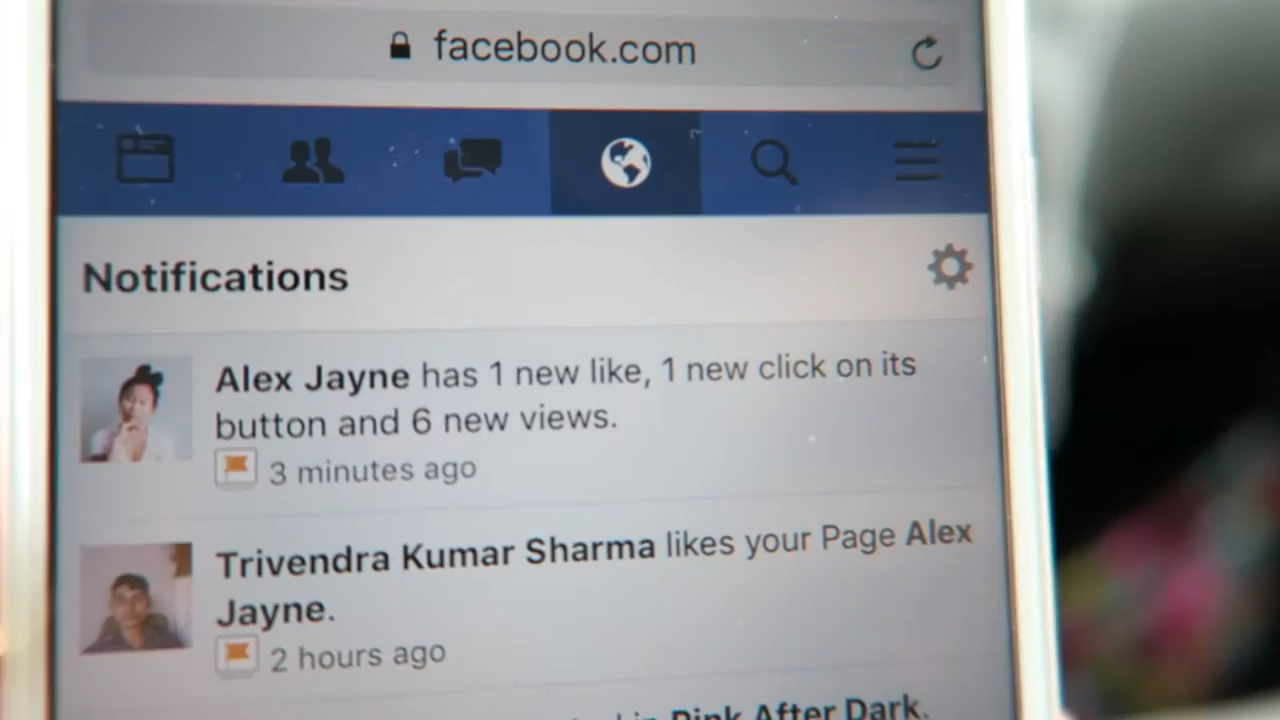 facebook.com
Notifications
Alex Jayne has 1 new like, 1 new click on its
button and 6 new views.
3 minutes ago
Trivendra Kumar Sharma likes your Page Alex
Jayne.
2 hours ago
in Pink After Dark.